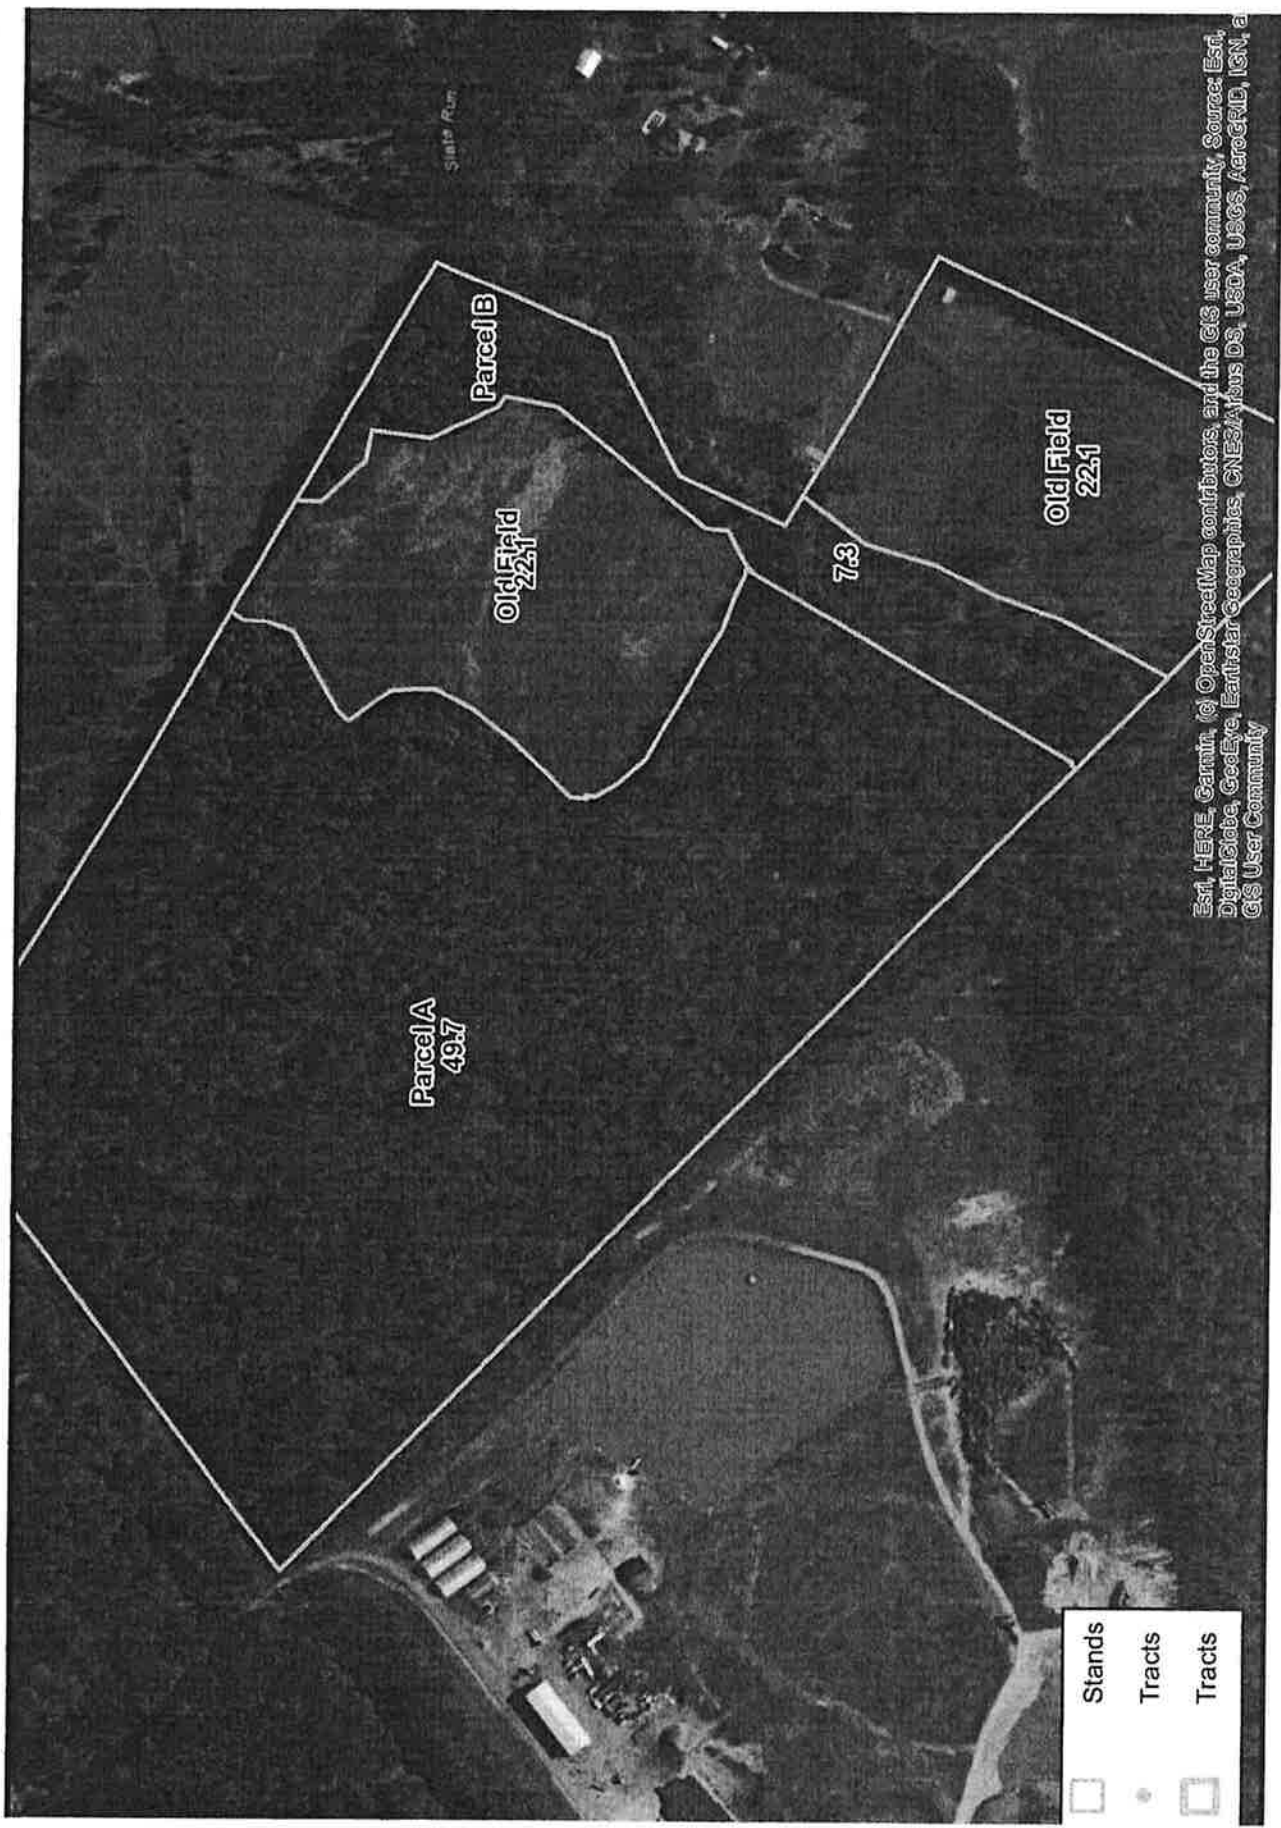 Slate Run
Parcel B
Old Field
22.1
Parcel A
49.7
7.3
Old Field
22.1
Esri, HERE, Garmin, (c) OpenStreetMap contributors, and the GIS user community, Source: Esri,
DigitalGlobe, GeoEye, Earthstar Geographics, CNES/Airbus DS, USDA, USGS, AeroGRID, IGN, a
GIS User Community
Stands
Tracts
Tracts